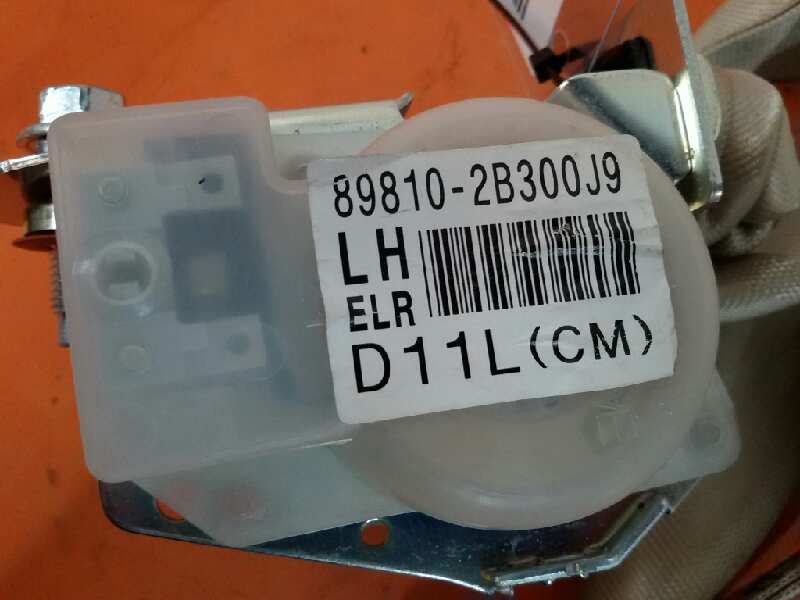 89810-2B300J9
LH
ELR
D11L(CM)